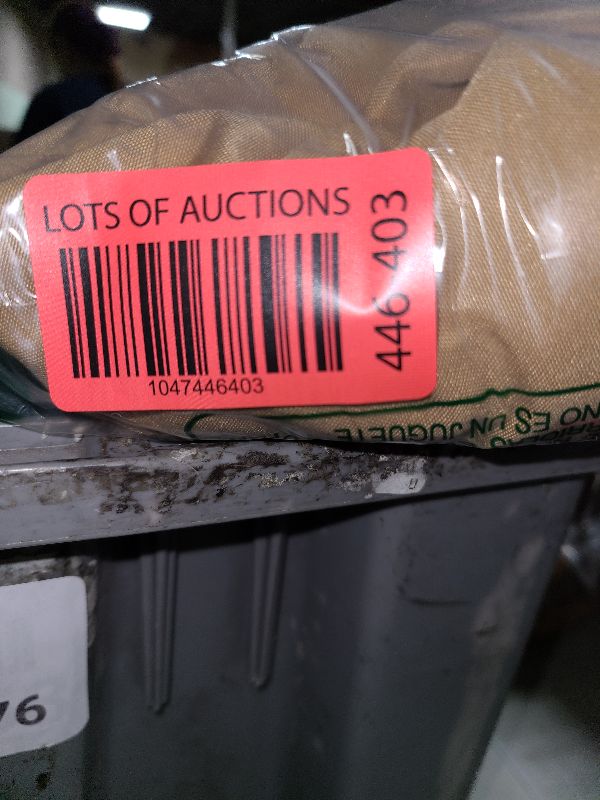 LOTS OF AUCTIONS
446 403
1047446403
NO ES UN JUGUETE
76